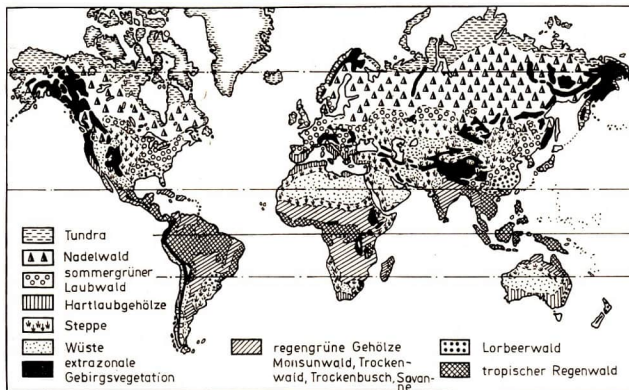 Tundra
Nadelwald
sommergrüner
Laubwald
Hartlaubgehölze
Steppe
Wüste
extrazonale
Gebirgsvegetation
regengrüne Gehölze
Monsunwald, Trocken-
wald, Trockenbusch, Savan-
ne
Lorbeerwald
tropischer Regenwald